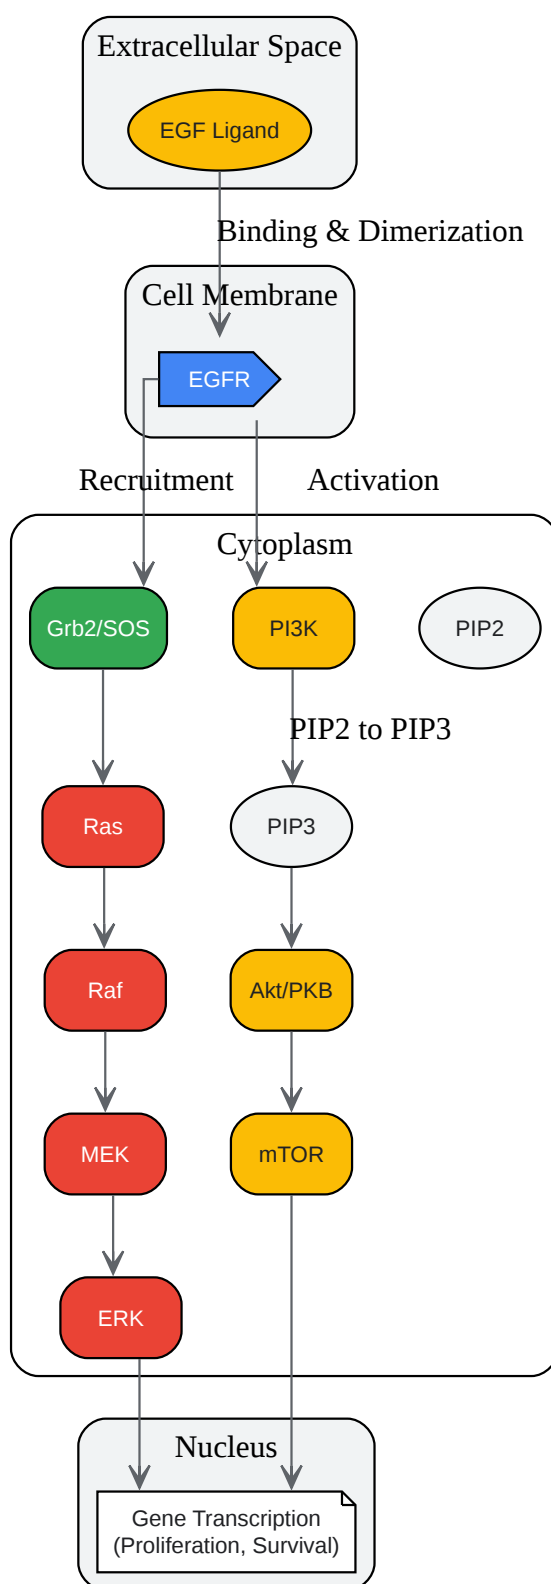 Extracellular Space
EGF Ligand
Binding & Dimerization
Cell Membrane
EGFR
Recruitment
Activation
Cytoplasm
Grb2/SOS
PI3K
PIP2
PIP2 to PIP3
Ras
PIP3
Raf
Akt/PKB
MEK
mTOR
ERK
Nucleus
Gene Transcription
(Proliferation, Survival)